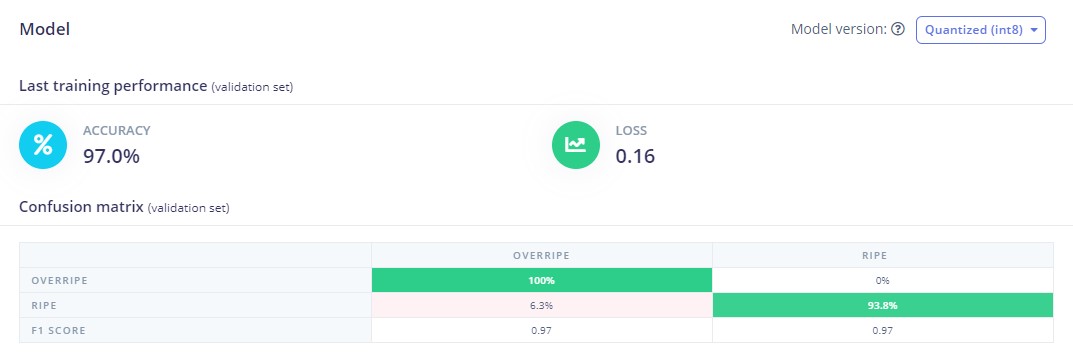 Model
Model version: Quantized (int8)
Last training performance (validation set)
% ACCURACY
97.0%
LOSS
0.16
Confusion matrix (validation set)
OVERRIPE RIPE
OVERRIPE 100% 0%
RIPE 6.3% 93.8%
F1 SCORE 0.97 0.97